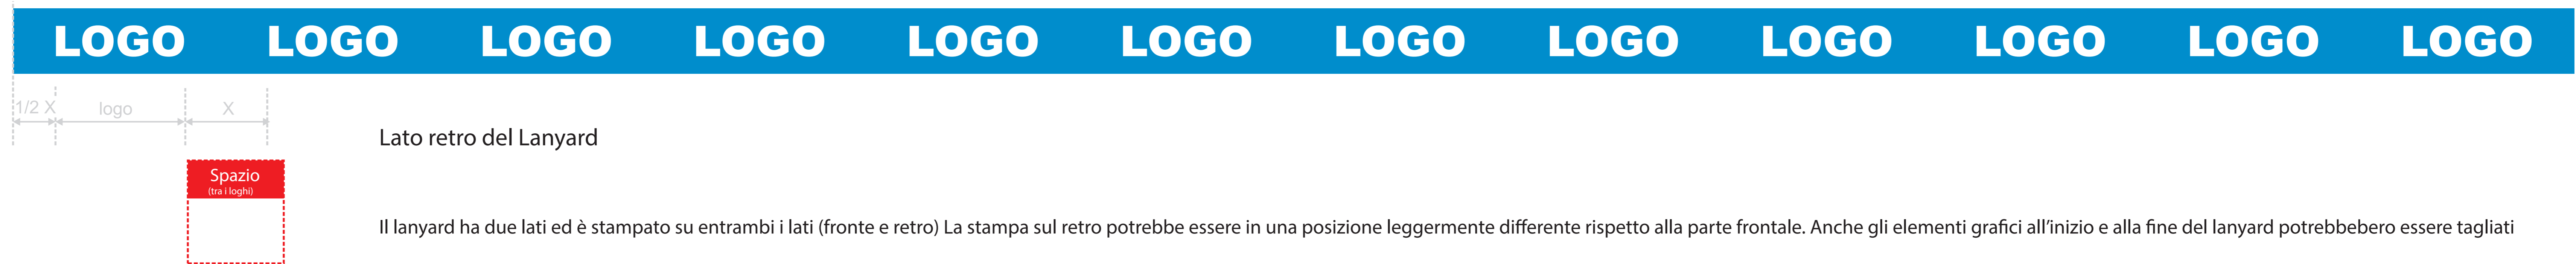 LOGO LOGO LOGO LOGO LOGO LOGO LOGO LOGO LOGO LOGO LOGO LOGO
1/2 X logo X
Lato retro del Lanyard
Spazio
(tra i loghi)
Il lanyard ha due lati ed è stampato su entrambi i lati (fronte e retro) La stampa sul retro potrebbe essere in una posizione leggermente differente rispetto alla parte frontale. Anche gli elementi grafici all’inizio e alla fine del lanyard potrebbebero essere tagliati